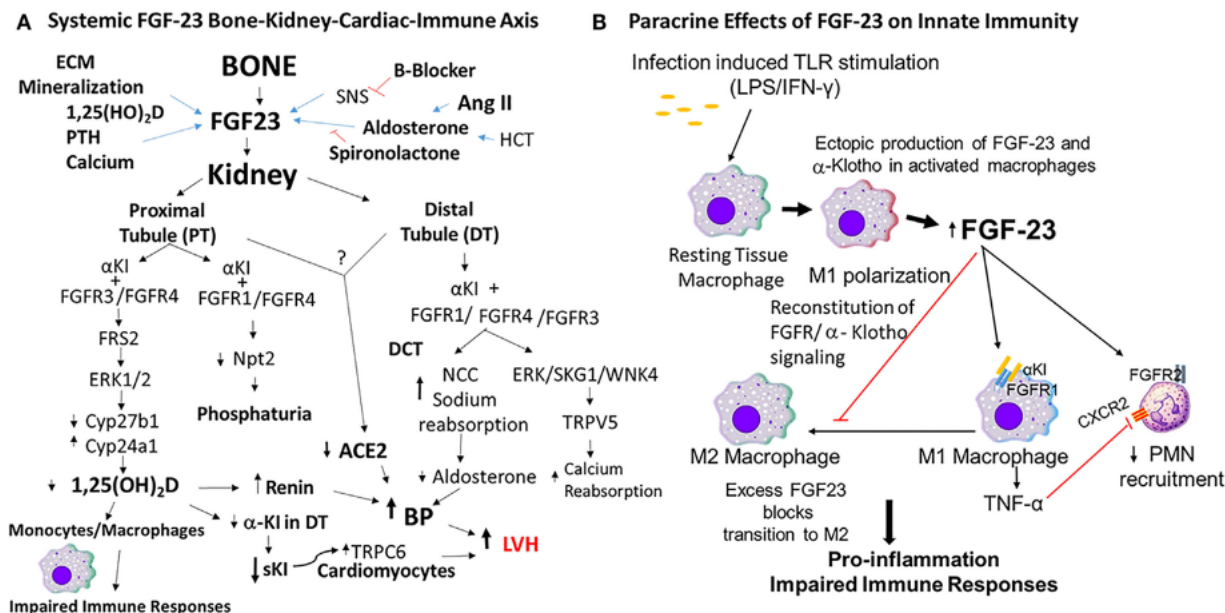 A Systemic FGF-23 Bone-Kidney-Cardiac-Immune Axis
ECM
Mineralization
1,25(HO)₂D
PTH
Calcium
BONE
FGF23
Kidney
B-Blocker
SNS
Ang II
Aldosterone
HCT
Spironolactone
Proximal
Tubule (PT)
Distal
Tubule (DT)
?
αKI
+
FGFR3/FGFR4
FRS2
ERK1/2
Cyp27b1
Cyp24a1
1,25(OH)₂D
Monocytes/Macrophages
Impaired Immune Responses
αKI
+
FGFR1/FGFR4
Npt2
Phosphaturia
αKI +
FGFR1/ FGFR4 /FGFR3
DCT
NCC
Sodium
reabsorption
ERK/SKG1/WNK4
TRPV5
Calcium
Reabsorption
ACE2
Aldosterone
Renin
BP
α-KI in DT
sKI
TRPC6
Cardiomyocytes
LVH
B Paracrine Effects of FGF-23 on Innate Immunity
Infection induced TLR stimulation
(LPS/IFN-γ)
Ectopic production of FGF-23 and
α-Klotho in activated macrophages
Resting Tissue
Macrophage
M1 polarization
FGF-23
Reconstitution of
FGFR/ α- Klotho
signaling
αKI
FGFR1
FGFR2
CXCR2
M2 Macrophage
M1 Macrophage
PMN
recruitment
TNF-α
Excess FGF23
blocks
transition to M2
Pro-inflammation
Impaired Immune Responses